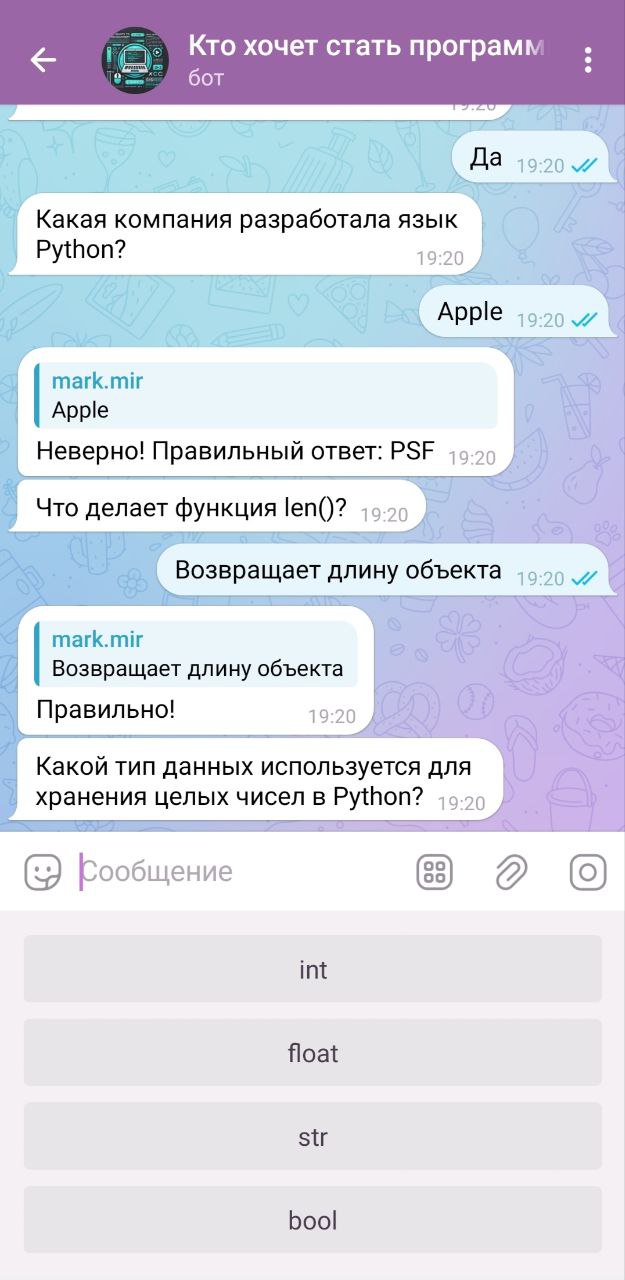 Кто хочет стать программ
бот
19:20
Да 19:20
Какая компания разработала язык
Python? 19:20
Apple 19:20
mark.mir
Apple
Неверно! Правильный ответ: PSF 19:20
Что делает функция len()? 19:20
Возвращает длину объекта 19:20
mark.mir
Возвращает длину объекта
Правильно! 19:20
Какой тип данных используется для
хранения целых чисел в Python? 19:20
Сообщение
int
float
str
bool